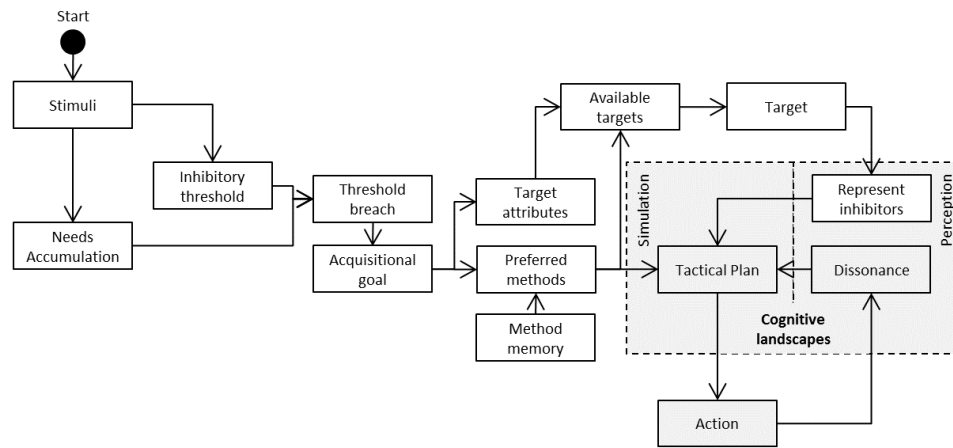 Start
Stimuli
Inhibitory
threshold
Needs
Accumulation
Threshold
breach
Acquisitional
goal
Target
attributes
Preferred
methods
Method
memory
Available
targets
Target
Simulation
Perception
Represent
inhibitors
Tactical Plan
Dissonance
Cognitive
landscapes
Action